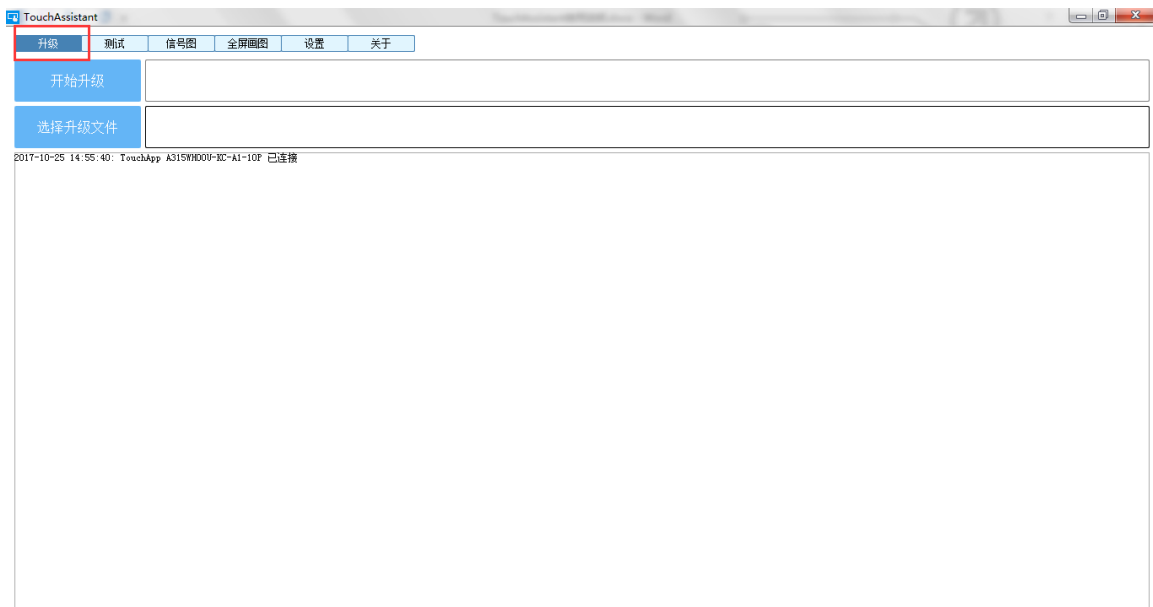 TouchAssistant
升级 测试 信号图 全屏画图 设置 关于
开始升级
选择升级文件
2017-10-25 14:55:40: TouchApp A315WHD0U-KC-A1-10P 已连接